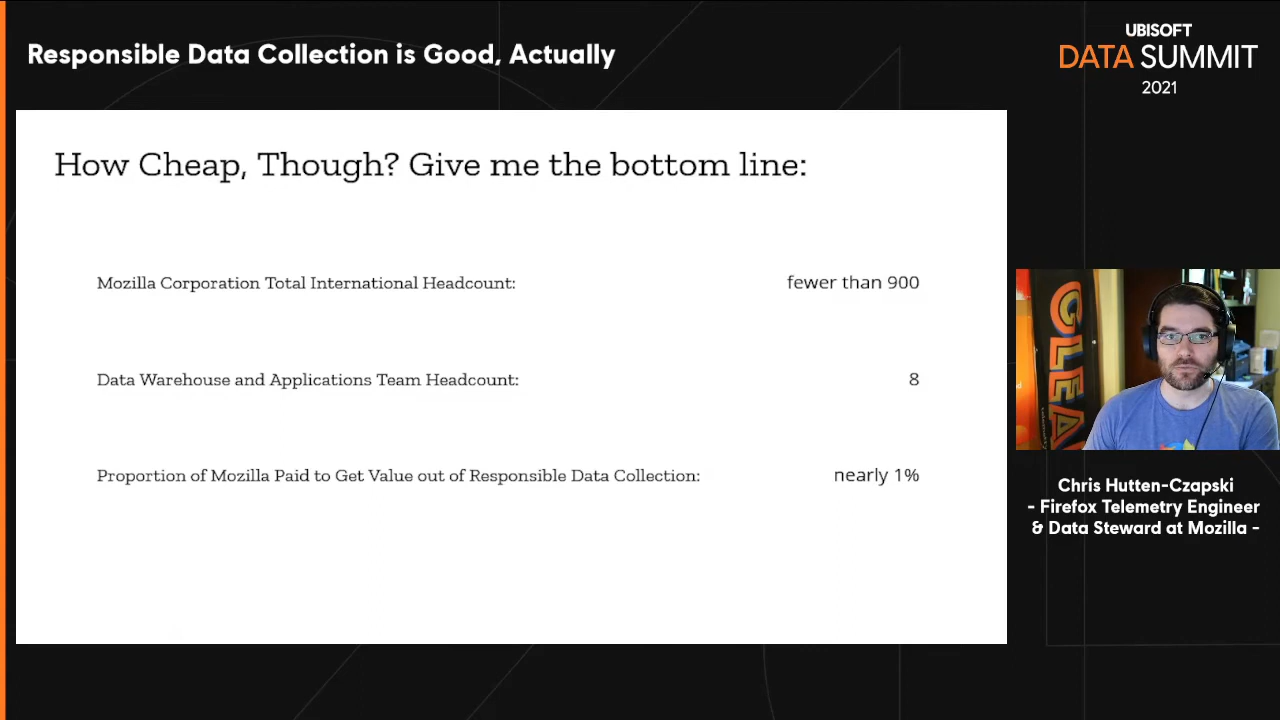 Responsible Data Collection is Good, Actually
UBISOFT
DATA SUMMIT
2021
How Cheap, Though? Give me the bottom line:
Mozilla Corporation Total International Headcount: fewer than 900
Data Warehouse and Applications Team Headcount: 8
Proportion of Mozilla Paid to Get Value out of Responsible Data Collection: nearly 1%
GLEA
Chris Hutten-Czapski
- Firefox Telemetry Engineer
& Data Steward at Mozilla -